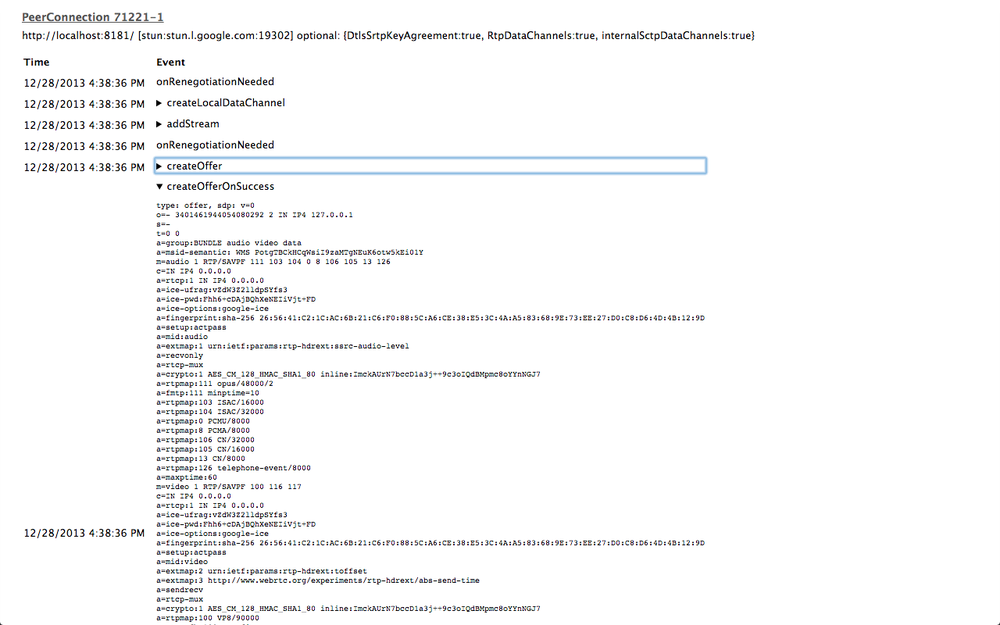 PeerConnection 71221-1
http://localhost:8181/ [stun:stun.l.google.com:19302] optional: {DtlsSrtpKeyAgreement:true, RtpDataChannels:true, internalSctpDataChannels:true}
Time Event
12/28/2013 4:38:36 PM onRenegotiationNeeded
12/28/2013 4:38:36 PM ▶ createLocalDataChannel
12/28/2013 4:38:36 PM ▶ addStream
12/28/2013 4:38:36 PM onRenegotiationNeeded
12/28/2013 4:38:36 PM ▶ createOffer
▼ createOfferOnSuccess
type: offer, sdp: v=0
o=- 3401461944054080292 2 IN IP4 127.0.0.1
s=-
t=0 0
a=group:BUNDLE audio video data
a=msid-semantic: WMS PotgTBCkHCqWsiI9zaMTgNEuK6otw5kEi01Y
m=audio 1 RTP/SAVPF 111 103 104 0 8 106 105 13 126
c=IN IP4 0.0.0.0
a=rtcp:1 IN IP4 0.0.0.0
a=ice-ufrag:vZdW3Z2lldpSYfs3
a=ice-pwd:Fhh6+cDAjBQhXeNEIiVjt+FD
a=ice-options:google-ice
a=fingerprint:sha-256 26:56:41:C2:1C:AC:6B:21:C6:F0:88:5C:A6:CE:38:E5:3C:4A:A5:83:68:9E:73:EE:27:D0:C8:D6:4D:4B:12:9D
a=setup:actpass
a=mid:audio
a=extmap:1 urn:ietf:params:rtp-hdrext:ssrc-audio-level
a=recvonly
a=rtcp-mux
a=crypto:1 AES_CM_128_HMAC_SHA1_80 inline:ImckAUrN7bccD1a3j++9c3oIQdBMpmc8oYYnNGJ7
a=rtpmap:111 opus/48000/2
a=fmtp:111 minptime=10
a=rtpmap:103 ISAC/16000
a=rtpmap:104 ISAC/32000
a=rtpmap:0 PCMU/8000
a=rtpmap:8 PCMA/8000
a=rtpmap:106 CN/32000
a=rtpmap:105 CN/16000
a=rtpmap:13 CN/8000
a=rtpmap:126 telephone-event/8000
a=maxptime:60
m=video 1 RTP/SAVPF 100 116 117
c=IN IP4 0.0.0.0
a=rtcp:1 IN IP4 0.0.0.0
a=ice-ufrag:vZdW3Z2lldpSYfs3
a=ice-pwd:Fhh6+cDAjBQhXeNEIiVjt+FD
12/28/2013 4:38:36 PM a=ice-options:google-ice
a=fingerprint:sha-256 26:56:41:C2:1C:AC:6B:21:C6:F0:88:5C:A6:CE:38:E5:3C:4A:A5:83:68:9E:73:EE:27:D0:C8:D6:4D:4B:12:9D
a=setup:actpass
a=mid:video
a=extmap:2 urn:ietf:params:rtp-hdrext:toffset
a=extmap:3 http://www.webrtc.org/experiments/rtp-hdrext/abs-send-time
a=sendrecv
a=rtcp-mux
a=crypto:1 AES_CM_128_HMAC_SHA1_80 inline:ImckAUrN7bccD1a3j++9c3oIQdBMpmc8oYYnNGJ7
a=rtpmap:100 VP8/90000